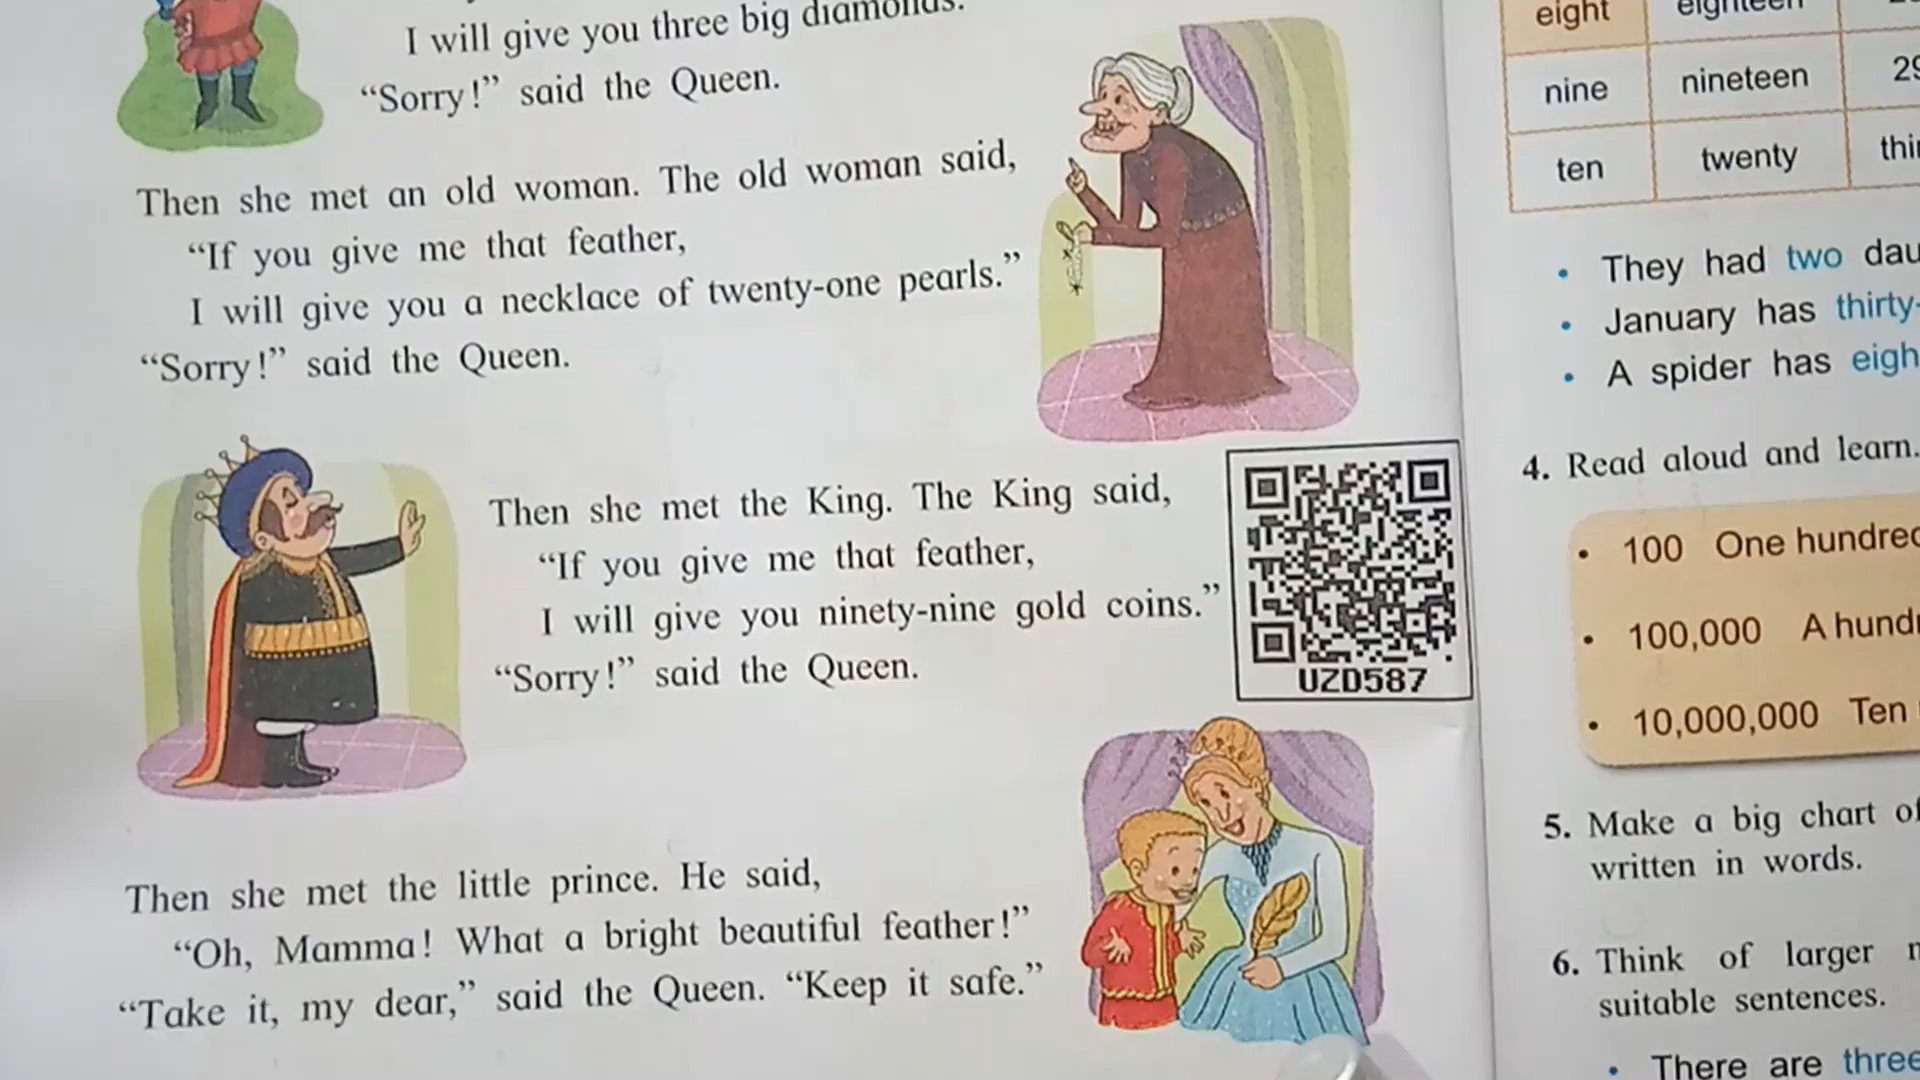 I will give you three big diamonds.
“Sorry!” said the Queen.
Then she met an old woman. The old woman said,
“If you give me that feather,
I will give you a necklace of twenty-one pearls.”
“Sorry!” said the Queen.
Then she met the King. The King said,
“If you give me that feather,
I will give you ninety-nine gold coins.”
“Sorry!” said the Queen.
UZD587
Then she met the little prince. He said,
“Oh, Mamma! What a bright beautiful feather!”
“Take it, my dear,” said the Queen. “Keep it safe.”
eight eighteen
nine nineteen
ten twenty
• They had two
• January has
• A spider has
4. Read aloud and learn.
• 100 One
• 100,000 A
• 10,000,000 Ten
5. Make a big chart of
written in words.
6. Think of larger
suitable sentences.
• There are three